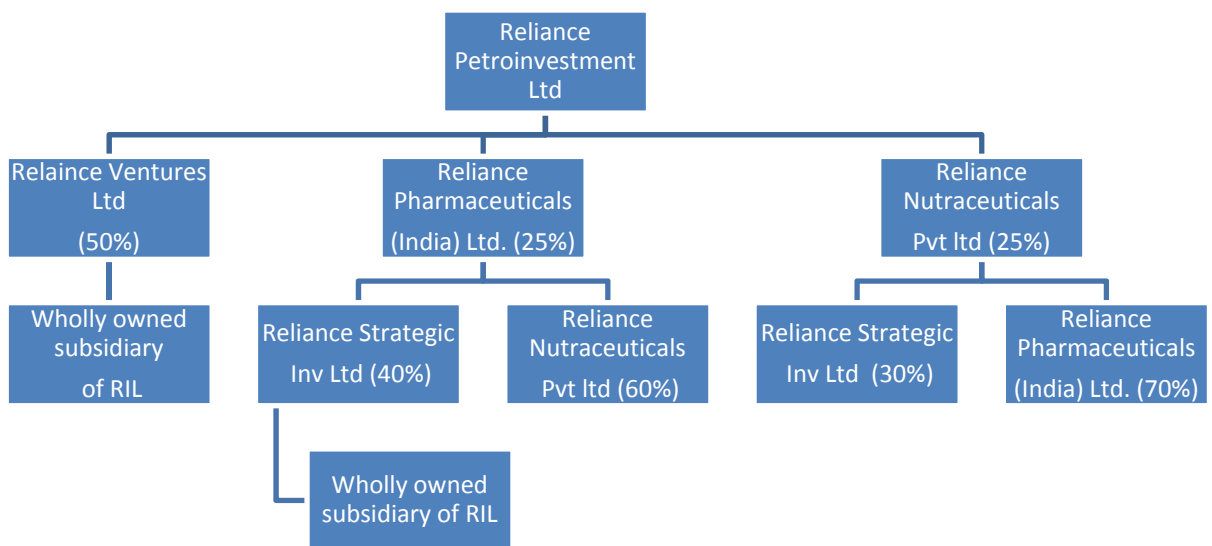 Reliance
Petroinvestment
Ltd
Relaince Ventures
Ltd
(50%)
Reliance
Pharmaceuticals
(India) Ltd. (25%)
Reliance
Nutraceuticals
Pvt ltd (25%)
Wholly owned
subsidiary
of RIL
Reliance Strategic
Inv Ltd (40%)
Reliance
Nutraceuticals
Pvt ltd (60%)
Reliance Strategic
Inv Ltd  (30%)
Reliance
Pharmaceuticals
(India) Ltd. (70%)
Wholly owned
subsidiary of RIL